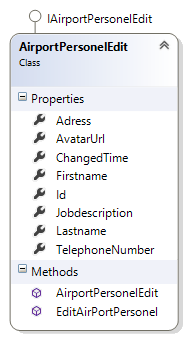 IAirportPersonelEdit
AirportPersonelEdit
Class
Properties
Adress
AvatarUrl
ChangedTime
Firstname
Id
Jobdescription
Lastname
TelephoneNumber
Methods
AirportPersonelEdit
EditAirPortPersonel